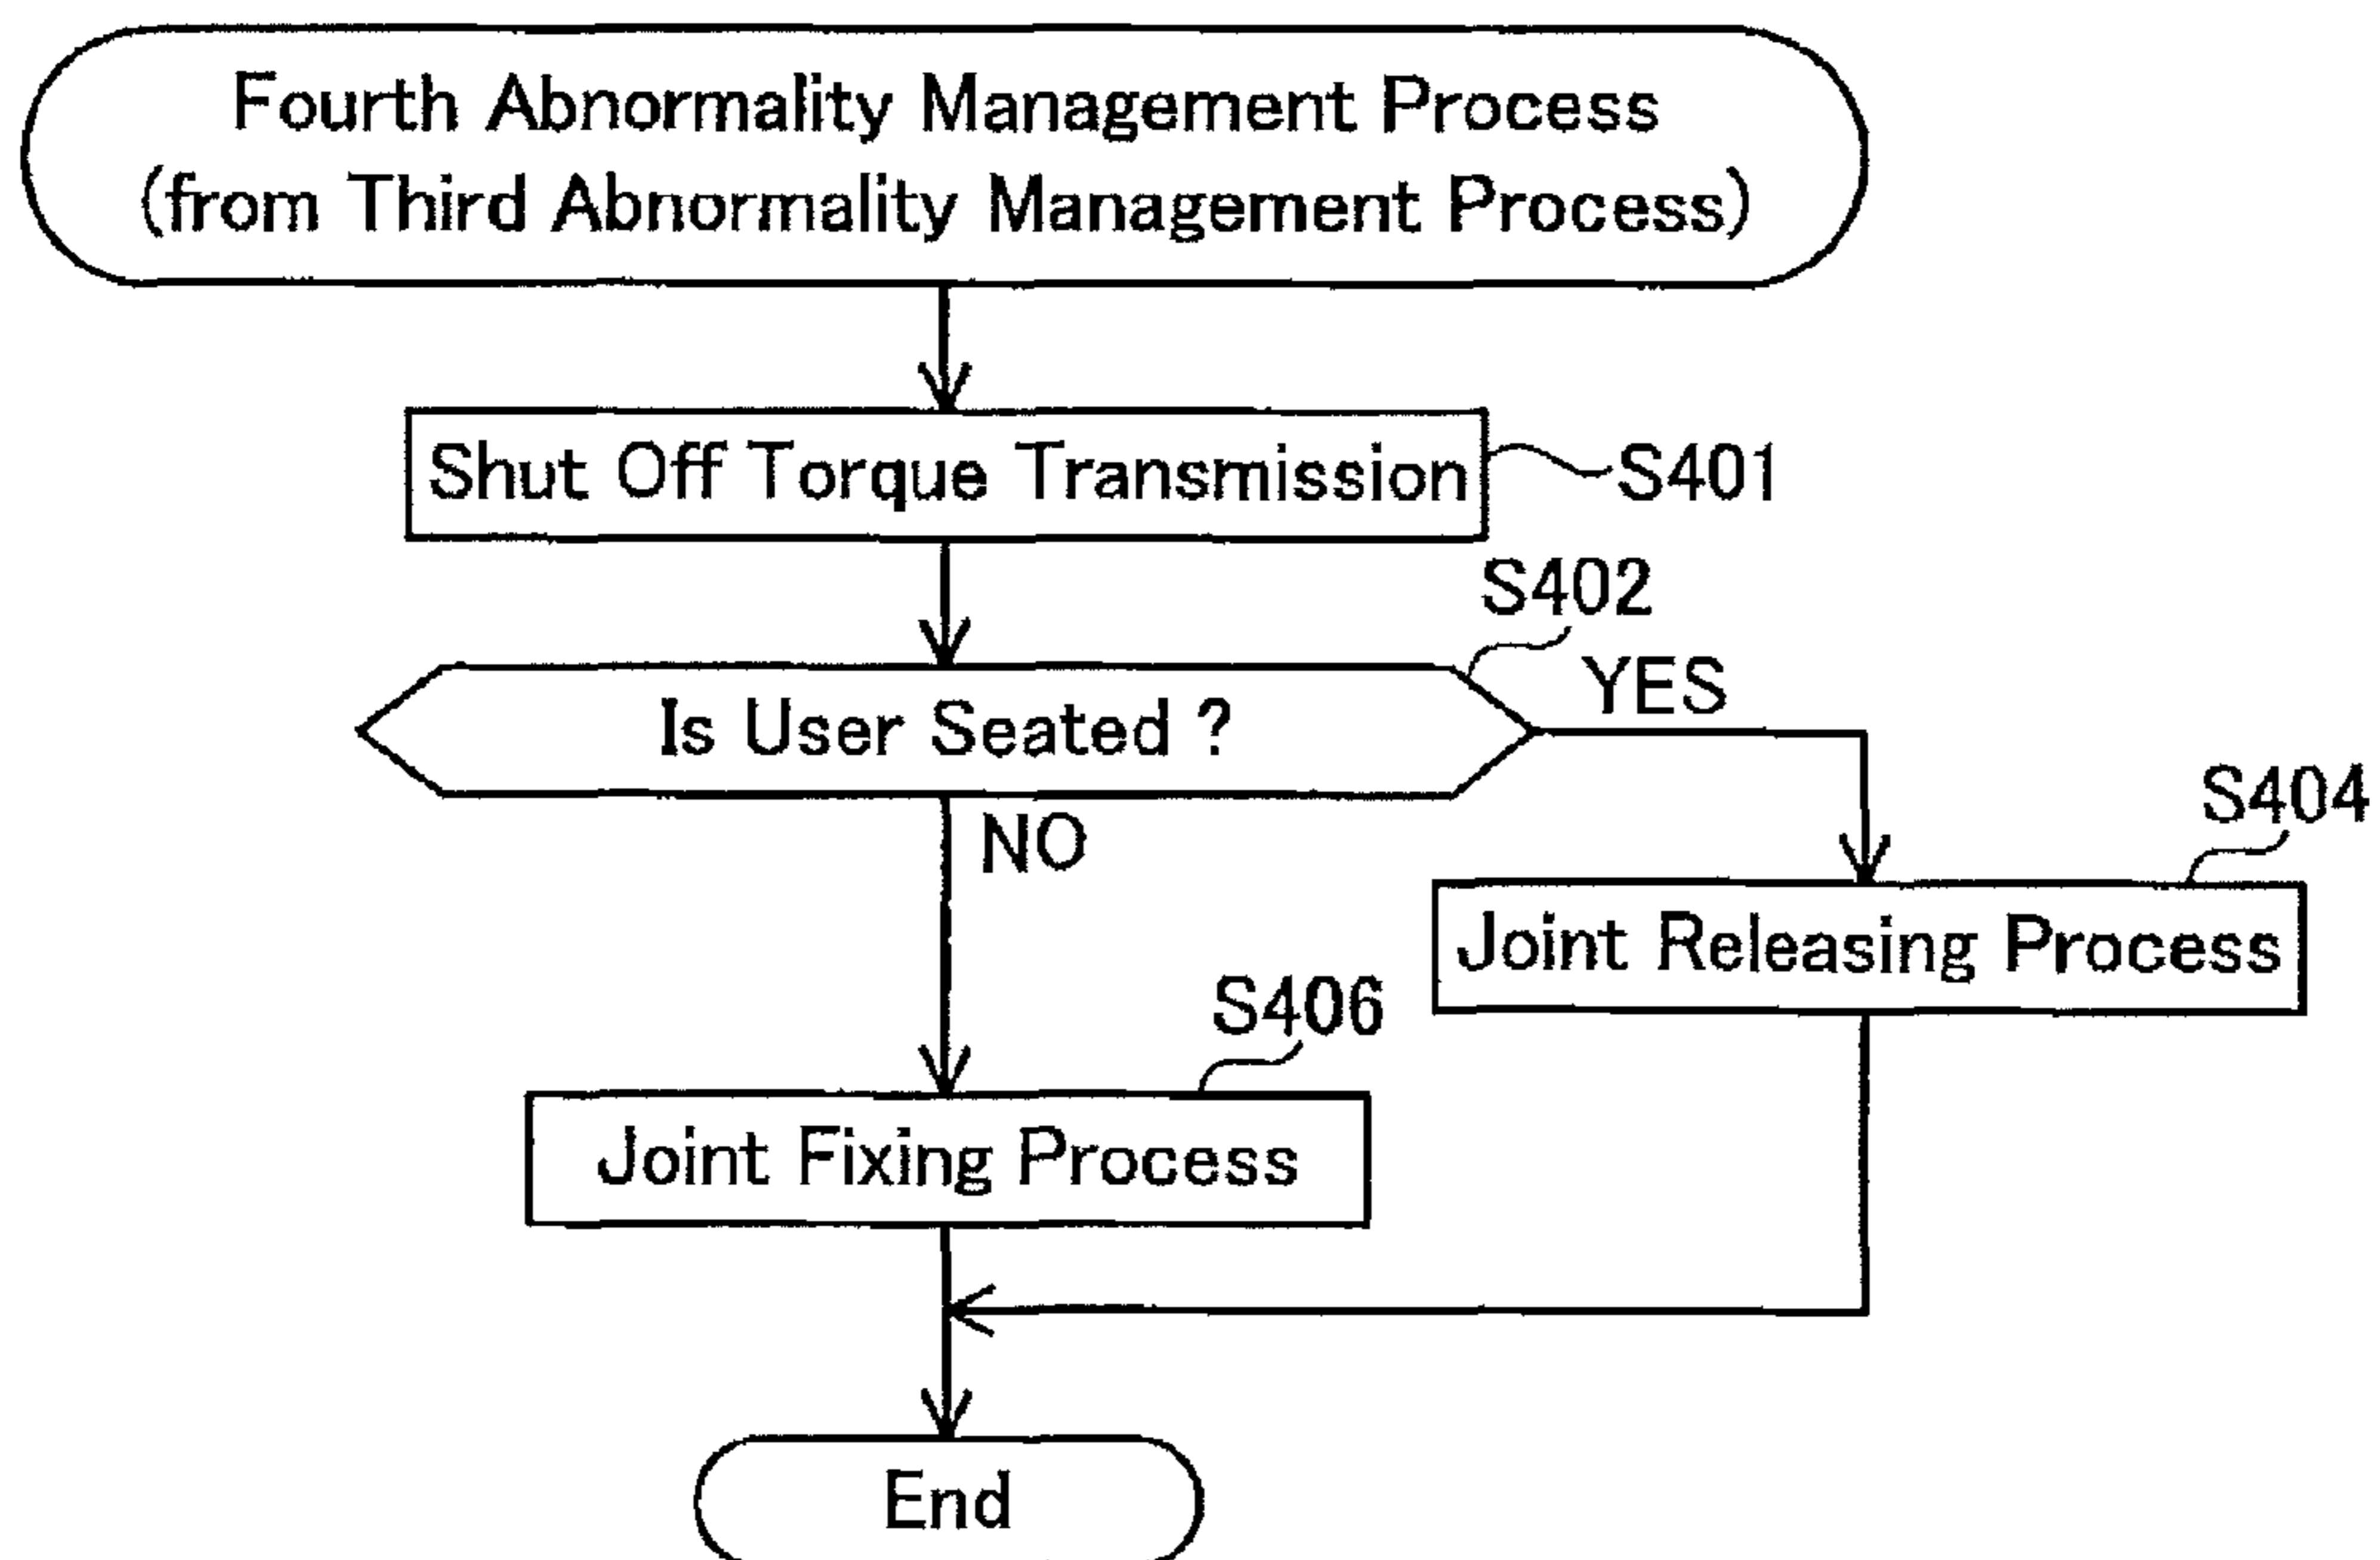 Fourth Abnormality Management Process
(from Third Abnormality Management Process)
Shut Off Torque Transmission
S401
S402
Is User Seated ?
YES
NO
S404
Joint Releasing Process
S406
Joint Fixing Process
End